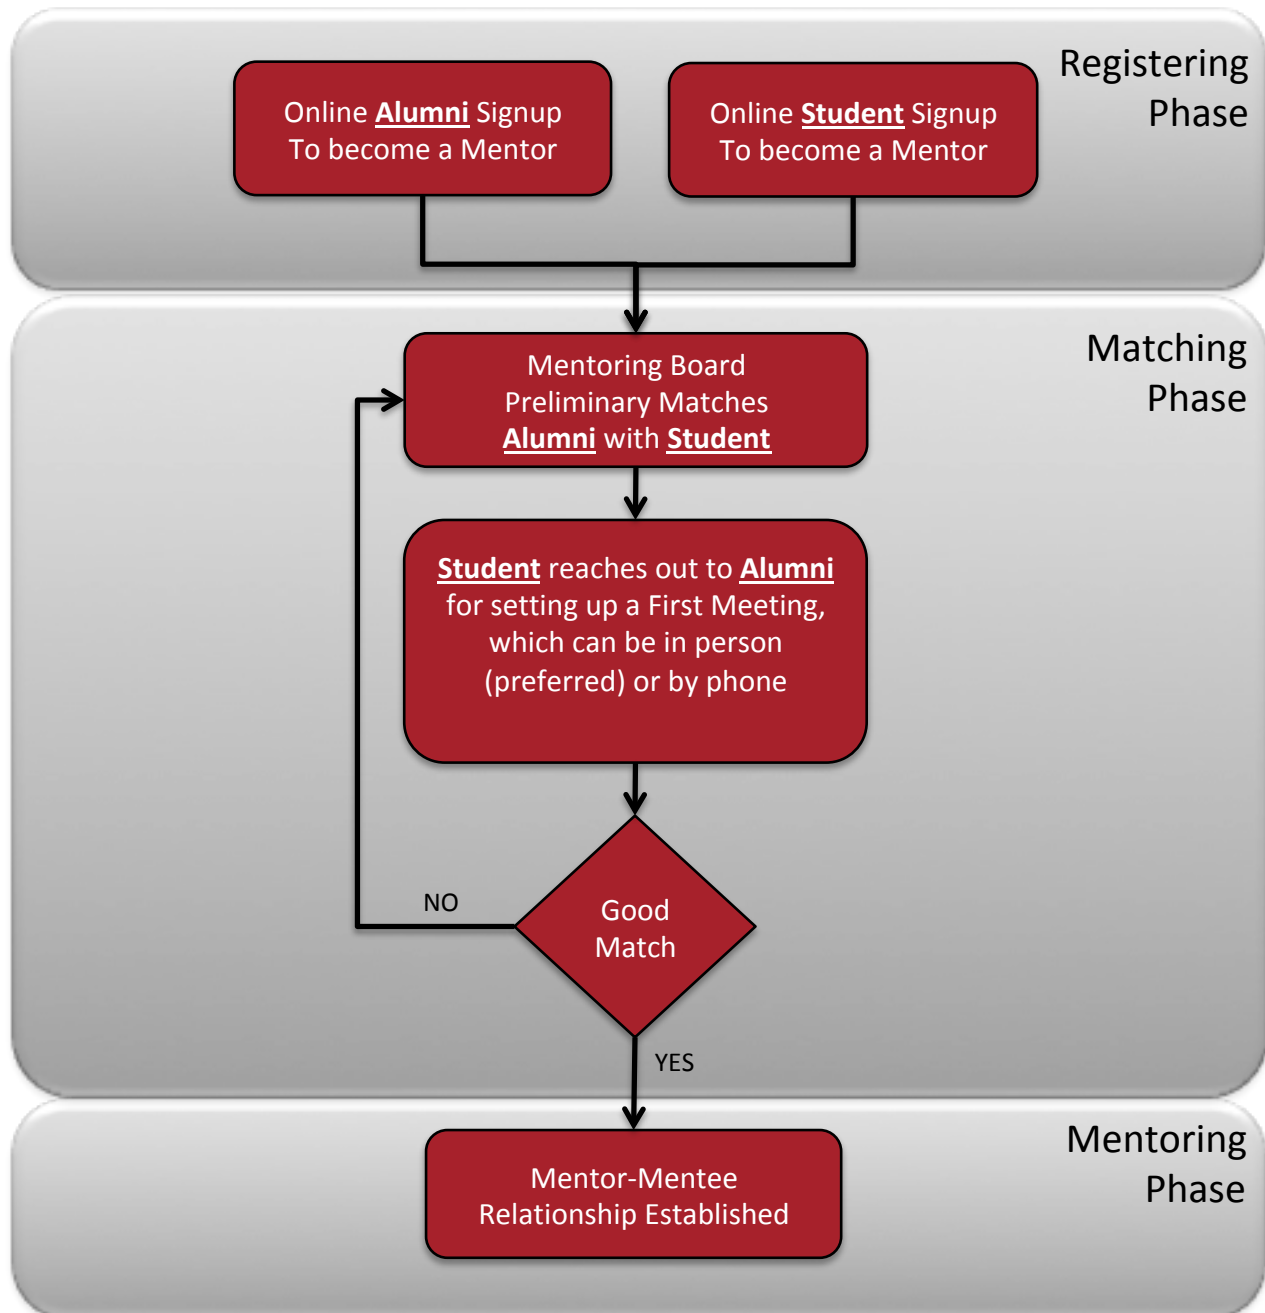 Registering
Phase
Online Alumni Signup
To become a Mentor
Online Student Signup
To become a Mentor
Matching
Phase
Mentoring Board
Preliminary Matches
Alumni with Student
Student reaches out to Alumni
for setting up a First Meeting,
which can be in person
(preferred) or by phone
NO
Good
Match
YES
Mentoring
Phase
Mentor-Mentee
Relationship Established